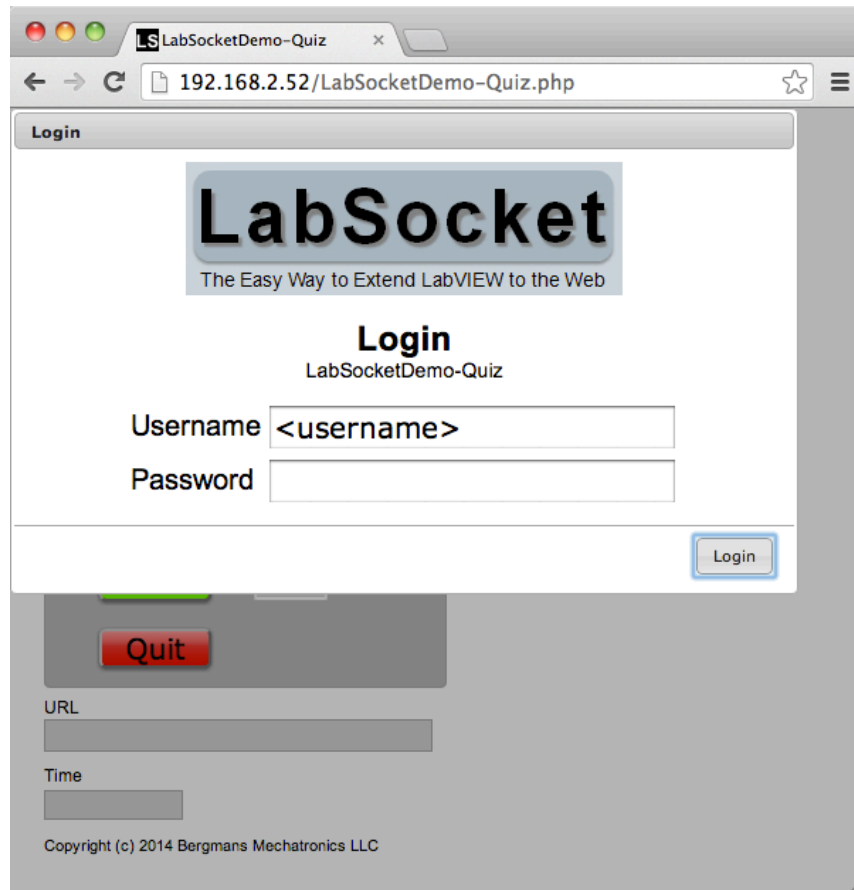 LS LabSocketDemo-Quiz
192.168.2.52/LabSocketDemo-Quiz.php
Login
LabSocket
The Easy Way to Extend LabVIEW to the Web
Login
LabSocketDemo-Quiz
Username <username>
Password
Login
Quit
URL
Time
Copyright (c) 2014 Bergmans Mechatronics LLC